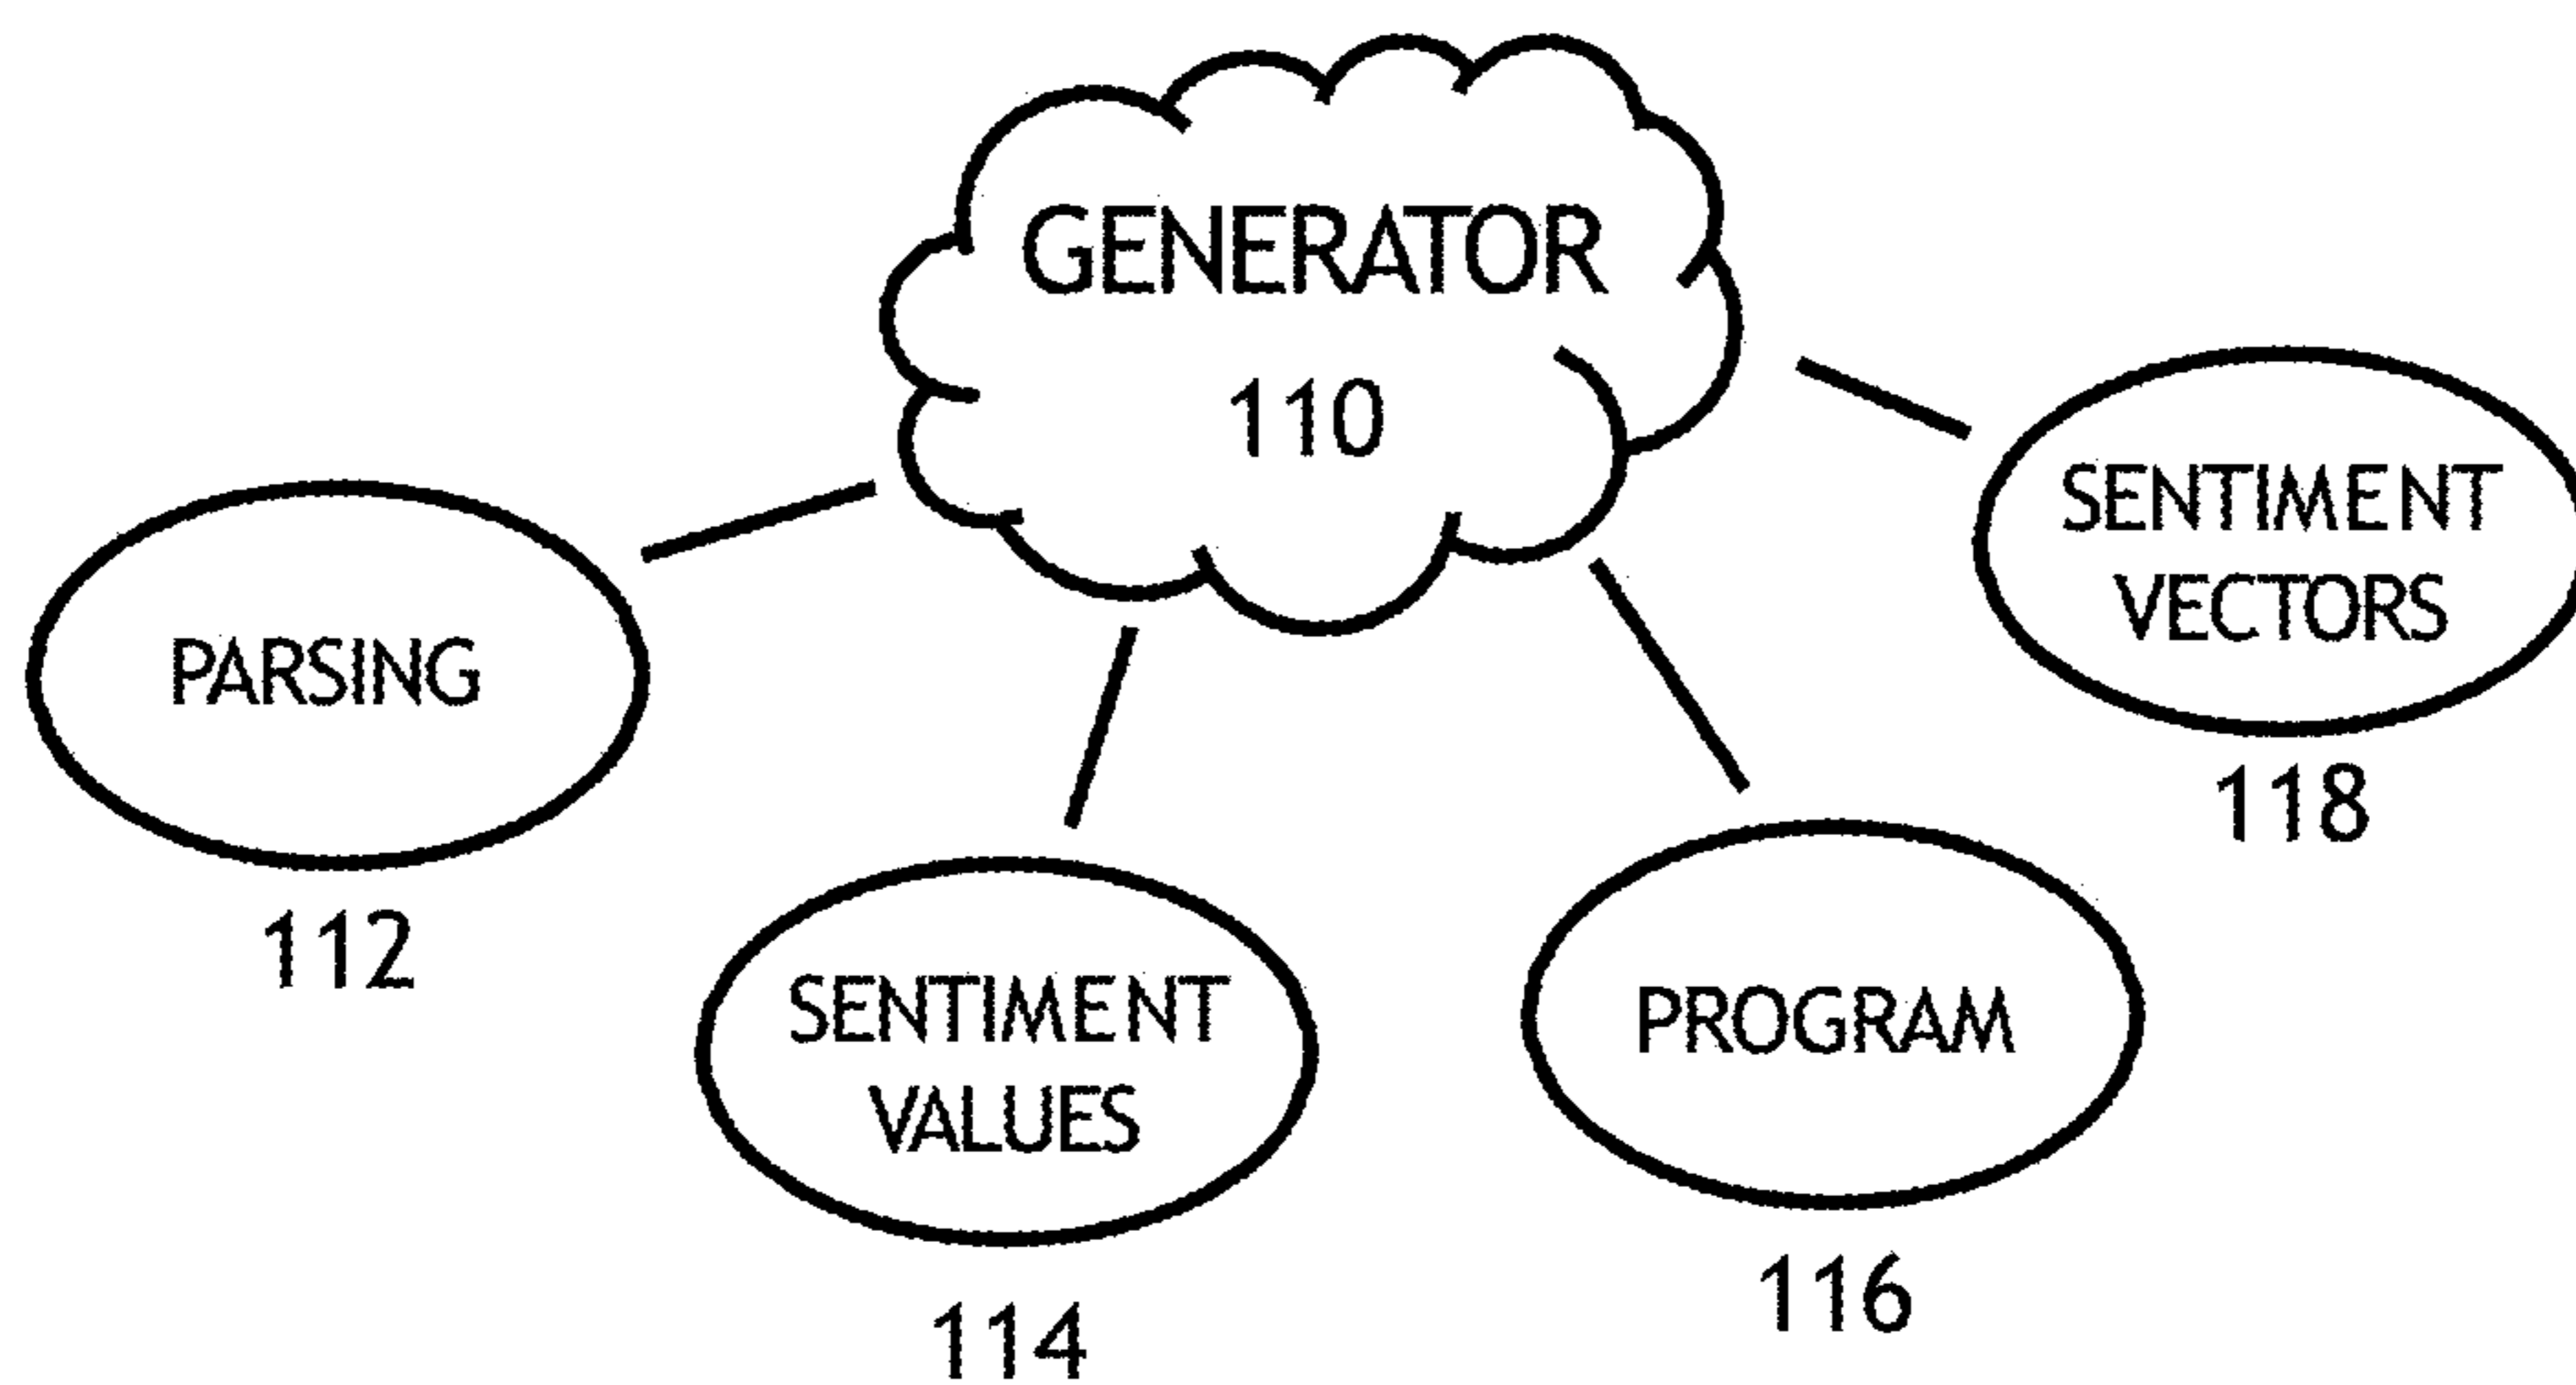 GENERATOR
110
PARSING
112
SENTIMENT
VALUES
114
PROGRAM
116
SENTIMENT
VECTORS
118